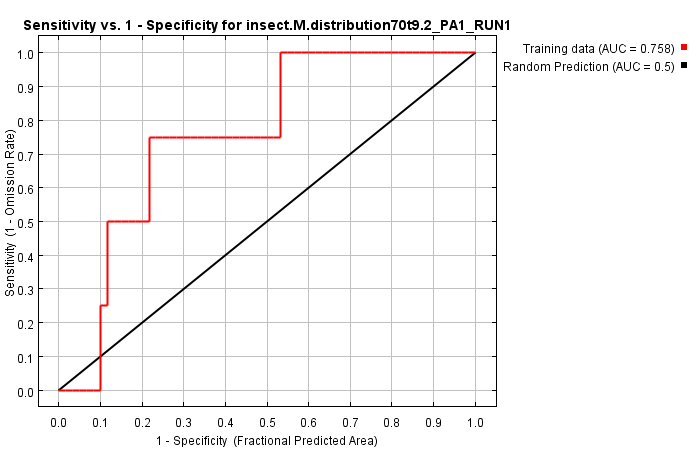 Sensitivity vs. 1 - Specificity for insect.M.distribution70t9.2_PA1_RUN1
Training data (AUC = 0.758)
Random Prediction (AUC = 0.5)
Sensitivity (1 - Omission Rate)
1.0
0.9
0.8
0.7
0.6
0.5
0.4
0.3
0.2
0.1
0.0
0.0 0.1 0.2 0.3 0.4 0.5 0.6 0.7 0.8 0.9 1.0
1 - Specificity (Fractional Predicted Area)